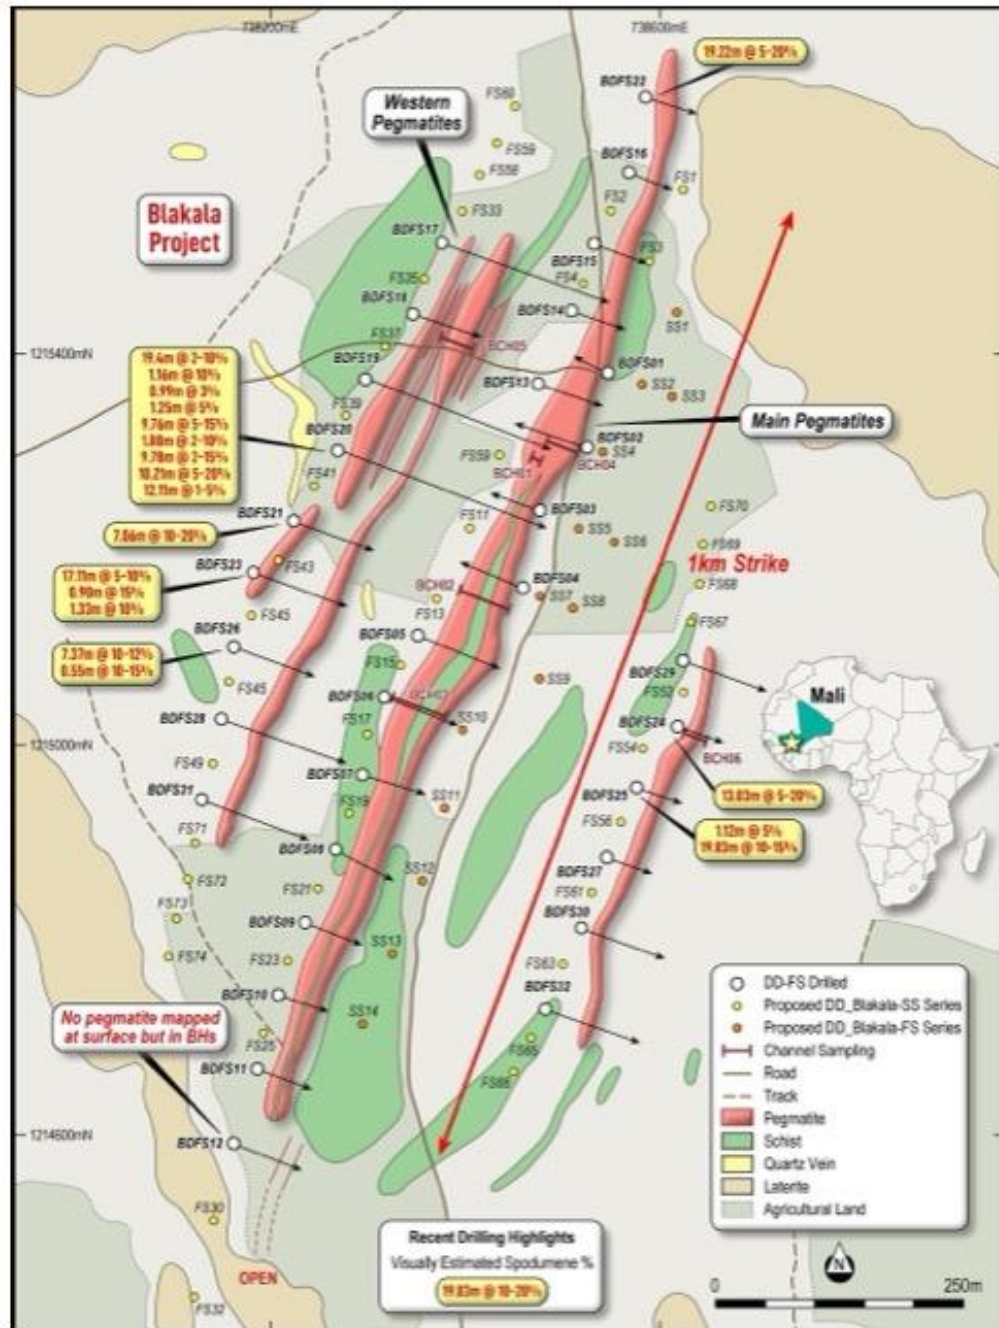 738600mE
19.22m @ 5-20%
BDFS22
Western
Pegmatites
FS60
FS59
FS58
BDFS16
FS1
FS2
FS33
Blakala
Project
BDFS17
BDFS15
FS3
FS4
FS35
BDFS18
BDFS14
SS1
FS37
BCH05
1215400mN
BDFS19
BDFS01
BDFS13
SS2
SS3
19.4m @ 2-10%
1.16m @ 10%
0.99m @ 3%
1.25m @ 5%
9.76m @ 5-15%
1.88m @ 2-10%
9.78m @ 2-15%
10.21m @ 5-20%
12.11m @ 1-5%
FS39
Main Pegmatites
BDFS20
BDFS02
SS4
FS59
BCH01
BCH04
FS41
BDFS21
BDFS03
FS70
7.06m @ 10-20%
FS11
SS5
SS6
FS69
1km Strike
BDFS23
FS43
17.11m @ 5-10%
0.90m @ 15%
1.33m @ 10%
BCH02
BDFS04
FS68
SS7
SS8
FS45
FS13
FS67
BDFS26
BDFS05
7.37m @ 10-12%
0.55m @ 10-15%
FS15
BDFS29
Mali
FS45
SS9
FS52
BDFS06
BDFS28
FS17
SS10
BDFS24
FS54
BCH06
FS49
BDFS07
BDFS25
13.03m @ 5-20%
BDFS31
FS19
SS11
FS56
1.12m @ 5%
19.83m @ 10-15%
FS71
BDFS08
BDFS27
FS72
FS21
SS12
FS61
FS73
BDFS09
BDFS30
FS74
FS23
SS13
FS63
BDFS10
BDFS32
No pegmatite mapped
at surface but in BHs
SS14
FS25
FS65
BDFS11
FS66
1214600mN
BDFS12
1215000mN
FS30
OPEN
FS32
Recent Drilling Highlights
Visually Estimated Spodumene %
19.83m @ 10-20%
DD-FS Drilled
Proposed DD_Blakala-SS Series
Proposed DD_Blakala-FS Series
Channel Sampling
Road
Track
Pegmatite
Schist
Quartz Vein
Laterite
Agricultural Land
N
0
250m